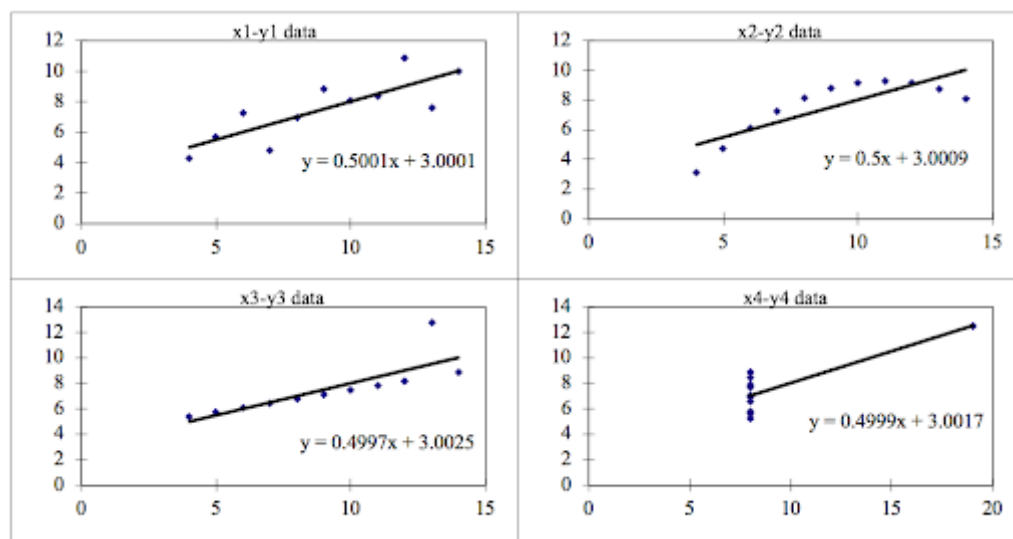 x1-y1 data
12
10
8
6
4
2
0
y = 0.5001x + 3.0001
0 5 10 15
x2-y2 data
12
10
8
6
4
2
0
y = 0.5x + 3.0009
0 5 10 15
x3-y3 data
14
12
10
8
6
4
2
0
y = 0.4997x + 3.0025
0 5 10 15
x4-y4 data
14
12
10
8
6
4
2
0
y = 0.4999x + 3.0017
0 5 10 15 20